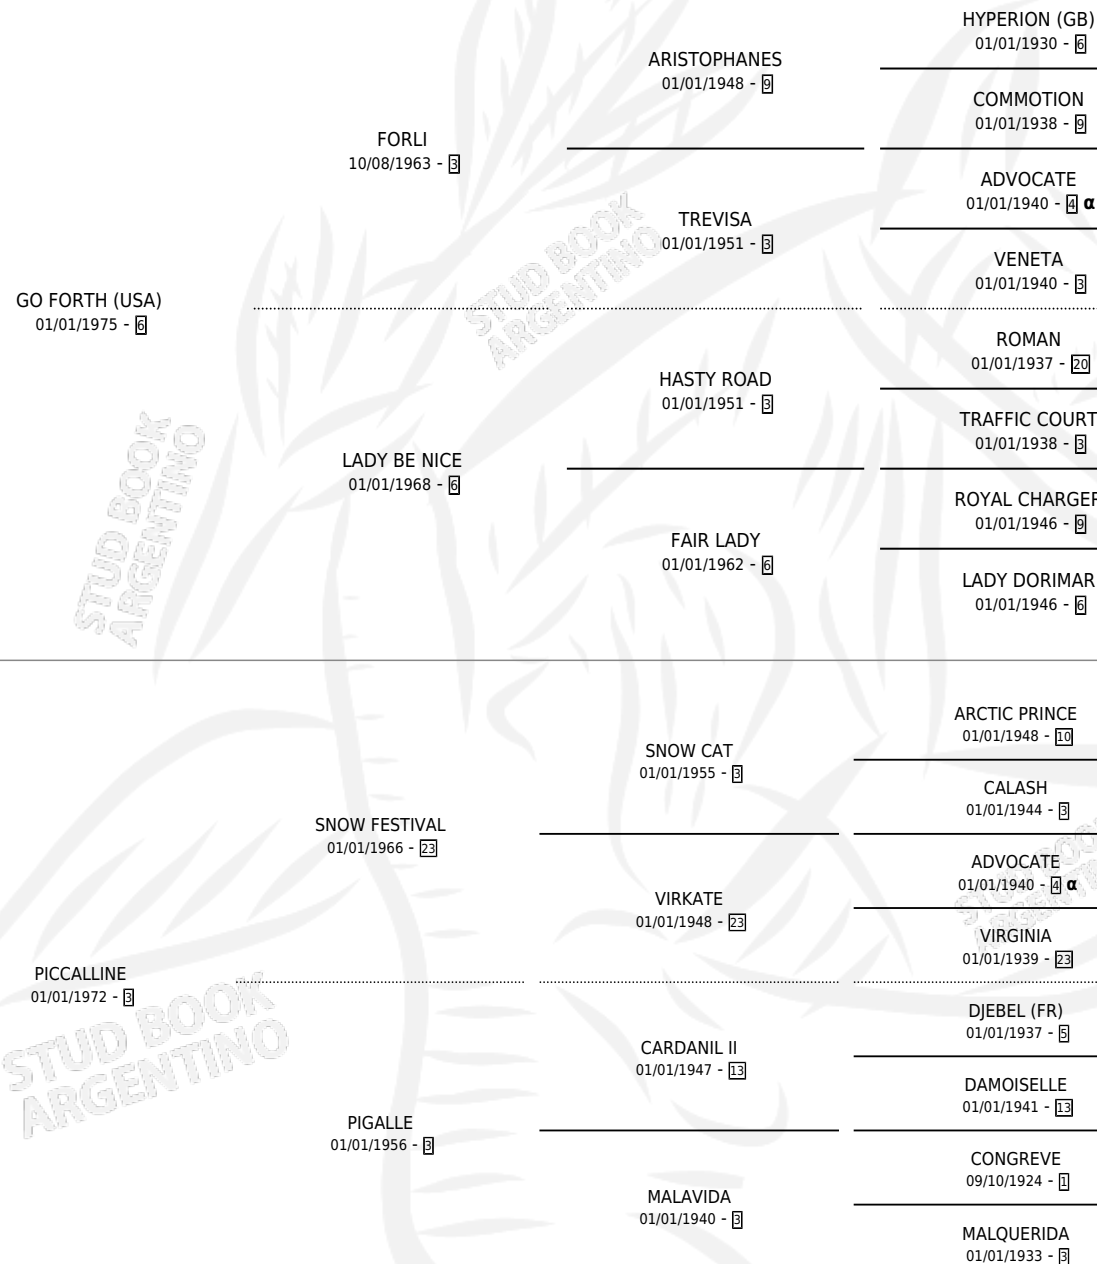 HYPERION (GB)
01/01/1930 - 6
ARISTOPHANES
01/01/1948 - 9
COMMOTION
01/01/1938 - 9
FORLI
10/08/1963 - 3
ADVOCATE
01/01/1940 - 4 α
TREVISA
01/01/1951 - 3
VENETA
01/01/1940 - 3
GO FORTH (USA)
01/01/1975 - 6
ROMAN
01/01/1937 - 20
HASTY ROAD
01/01/1951 - 3
TRAFFIC COURT
01/01/1938 - 3
LADY BE NICE
01/01/1968 - 6
ROYAL CHARGER
01/01/1946 - 9
FAIR LADY
01/01/1962 - 6
LADY DORIMAR
01/01/1946 - 6
ARCTIC PRINCE
01/01/1948 - 10
SNOW CAT
01/01/1955 - 3
CALASH
01/01/1944 - 3
SNOW FESTIVAL
01/01/1966 - 23
ADVOCATE
01/01/1940 - 4 α
VIRKATE
01/01/1948 - 23
VIRGINIA
01/01/1939 - 23
PICCALLINE
01/01/1972 - 3
DJEBEL (FR)
01/01/1937 - 5
CARDANIL II
01/01/1947 - 13
DAMOISELLE
01/01/1941 - 13
PIGALLE
01/01/1956 - 3
CONGREVE
09/10/1924 - 1
MALAVIDA
01/01/1940 - 3
MALQUERIDA
01/01/1933 - 3
STUD BOOK
ARGENTINO
STUD BOOK
ARGENTINO
STUD BOOK
ARGENTINO